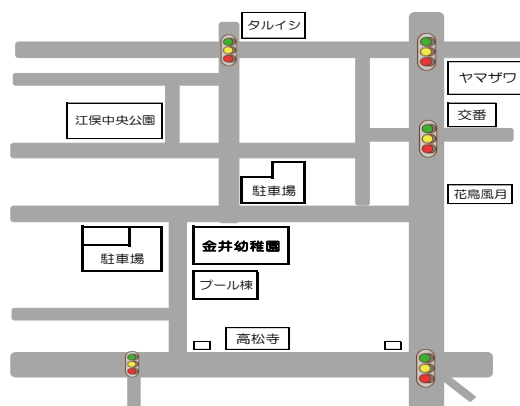 タルイシ
ヤマザワ
江俣中央公園
交番
駐車場
花鳥風月
金井幼稚園
駐車場
プール棟
高松寺